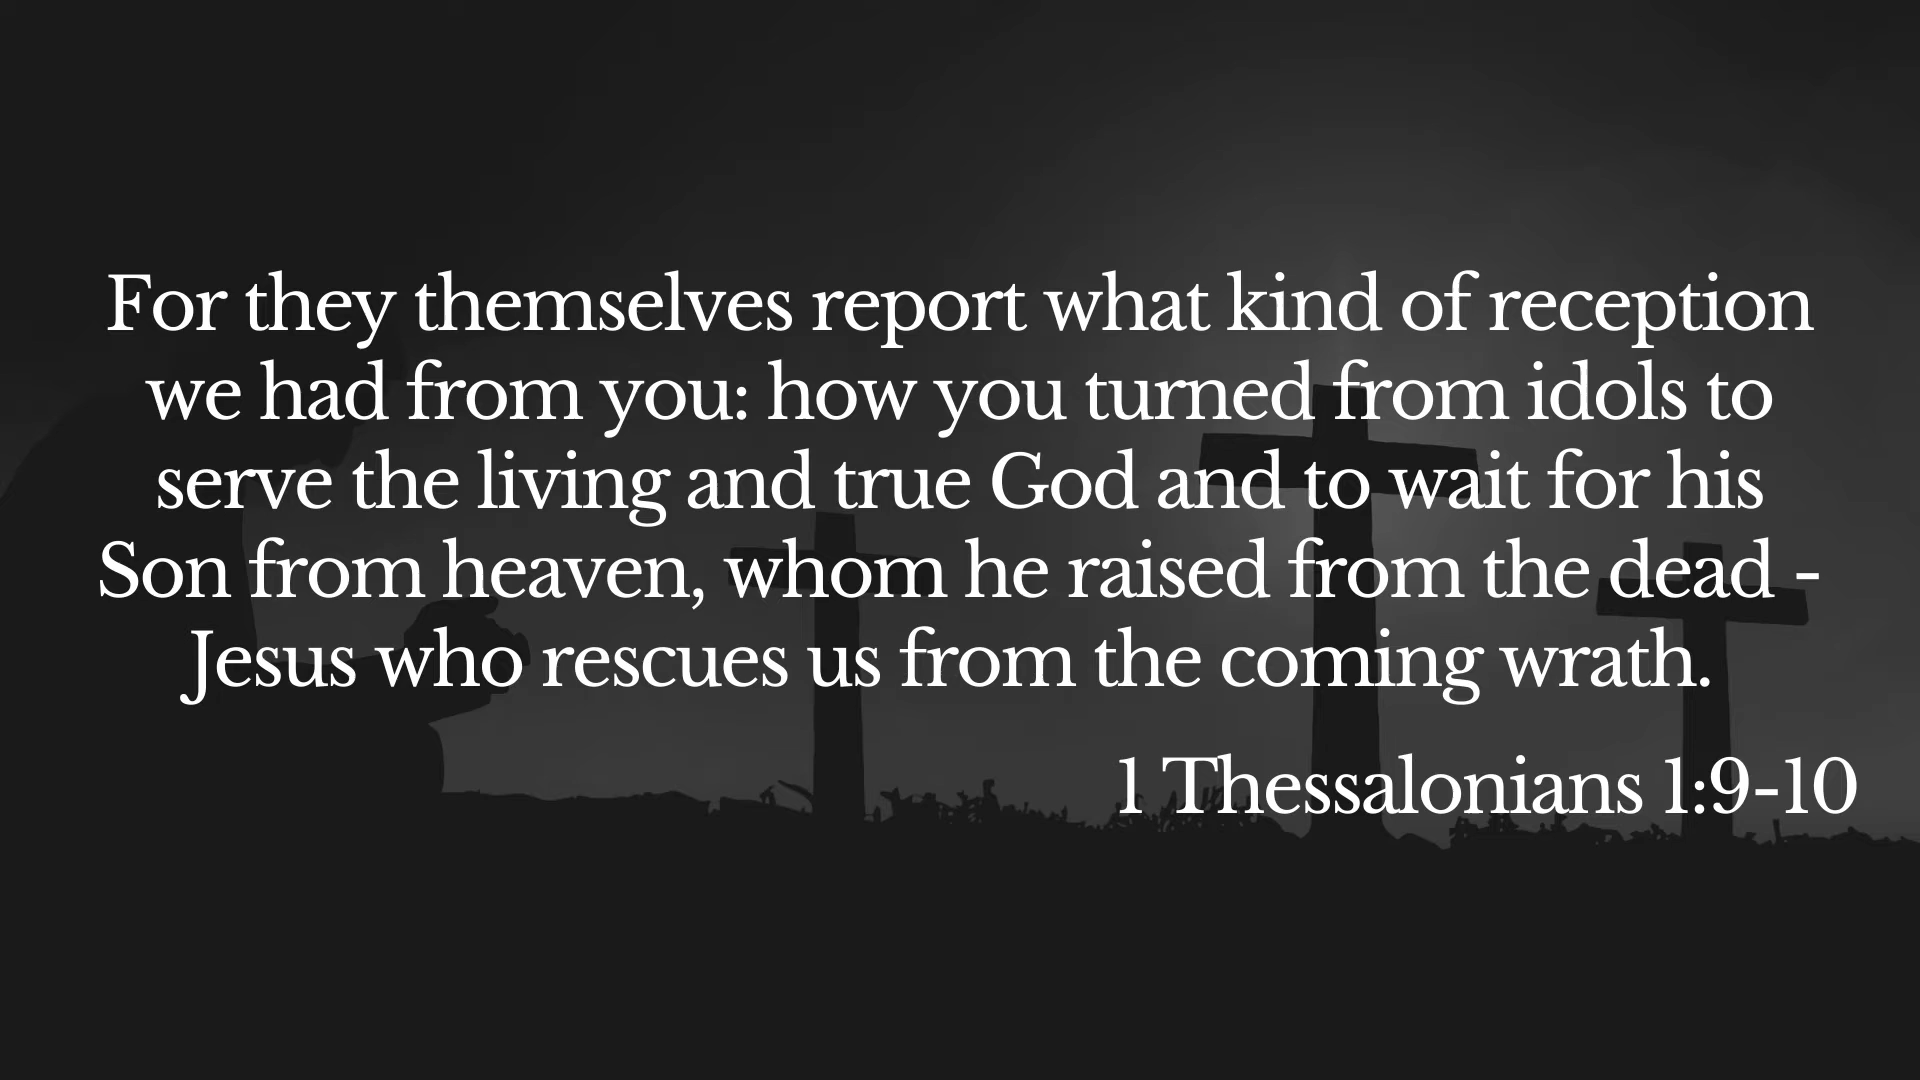 For they themselves report what kind of reception
we had from you: how you turned from idols to
serve the living and true God and to wait for his
Son from heaven, whom he raised from the dead -
Jesus who rescues us from the coming wrath.
1 Thessalonians 1:9-10